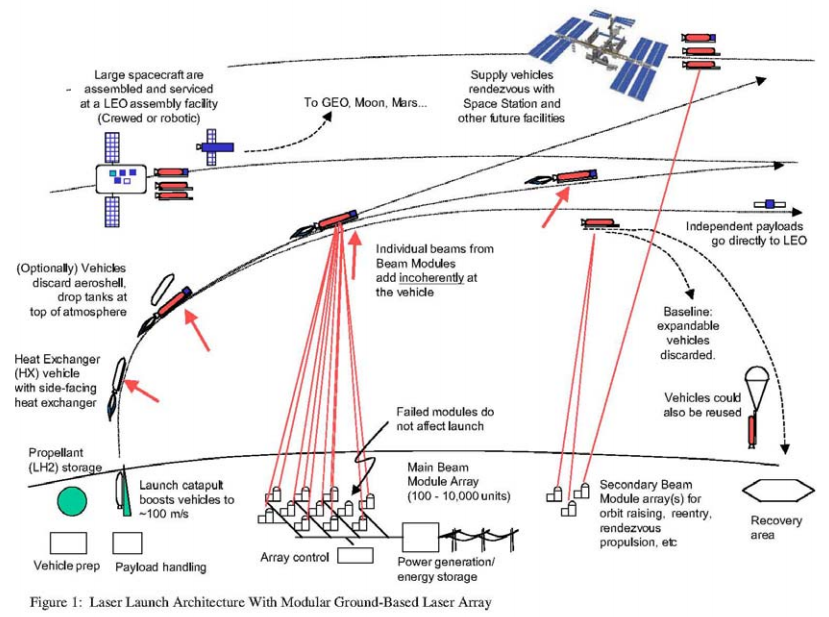 Large spacecraft are
assembled and serviced
at a LEO assembly facility
(Crewed or robotic)
To GEO, Moon, Mars...
Supply vehicles
rendezvous with
Space Station and
other future facilities
Independent payloads
go directly to LEO
(Optionally) Vehicles
discard aeroshell,
drop tanks at
top of atmosphere
Individual beams from
Beam Modules
add incoherently at
the vehicle
Baseline:
expandable
vehicles
discarded.
Heat Exchanger
(HX) vehicle
with side-facing
heat exchanger
Vehicles could
also be reused
Failed modules do
not affect launch
Propellant
(LH2) storage
Launch catapult
boosts vehicles to
~100 m/s
Main Beam
Module Array
(100 - 10,000 units)
Secondary Beam
Module array(s) for
orbit raising, reentry,
rendezvous
propulsion, etc
Recovery
area
Vehicle prep
Payload handling
Array control
Power generation/
energy storage
Figure 1: Laser Launch Architecture With Modular Ground-Based Laser Array